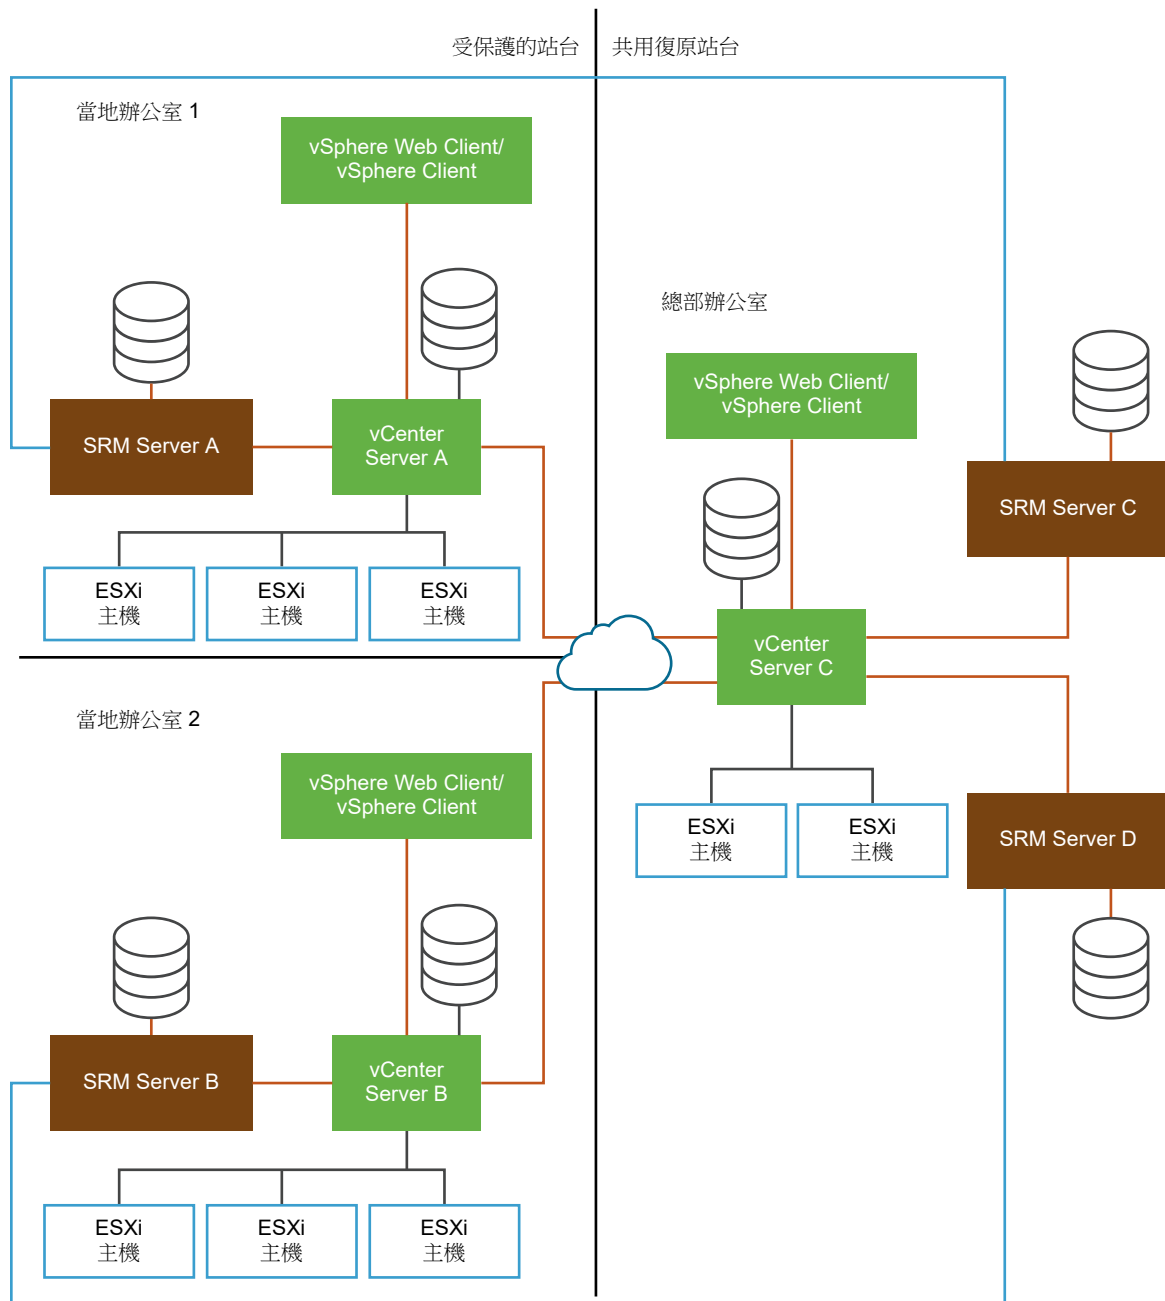 受保護的站台
共用復原站台
當地辦公室 1
vSphere Web Client/
vSphere Client
SRM Server A
vCenter
Server A
ESXi
主機
ESXi
主機
ESXi
主機
總部辦公室
vSphere Web Client/
vSphere Client
SRM Server C
vCenter
Server C
ESXi
主機
ESXi
主機
SRM Server D
當地辦公室 2
vSphere Web Client/
vSphere Client
SRM Server B
vCenter
Server B
ESXi
主機
ESXi
主機
ESXi
主機